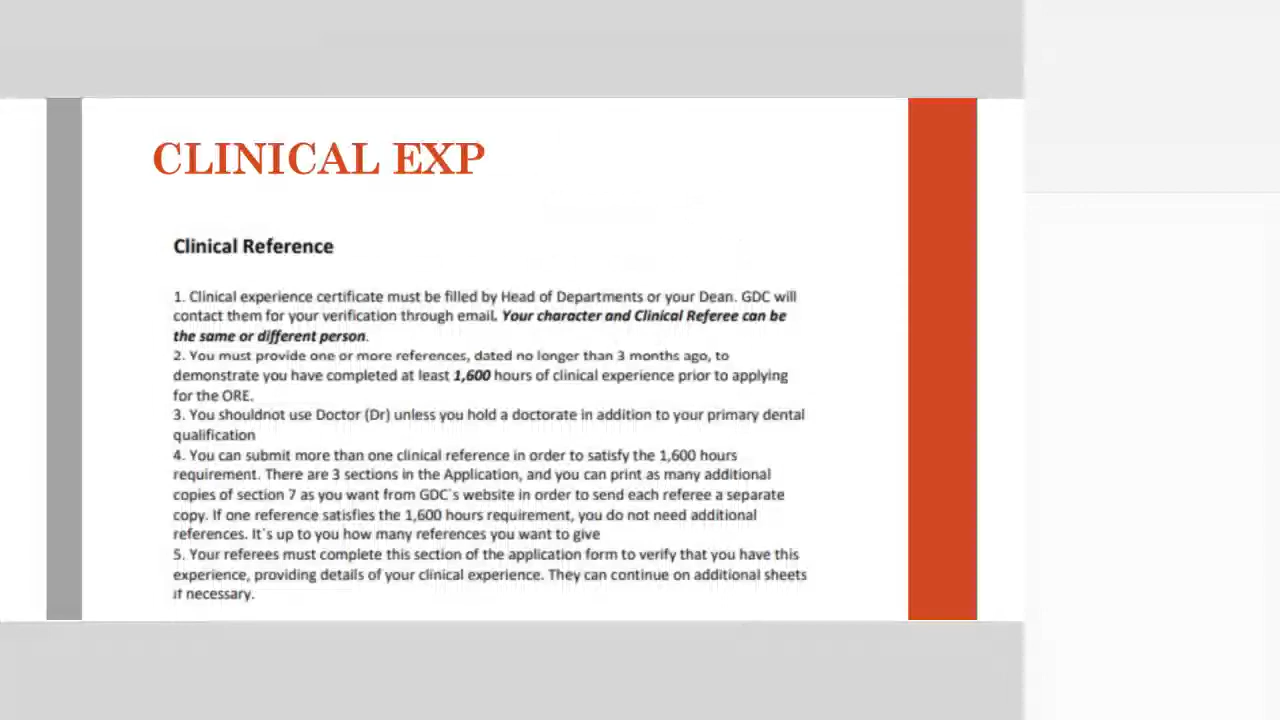 CLINICAL EXP
Clinical Reference
1. Clinical experience certificate must be filled by Head of Departments or your Dean. GDC will
contact them for your verification through email. Your character and Clinical Referee can be
the same or different person.
2. You must provide one or more references, dated no longer than 3 months ago, to
demonstrate you have completed at least 1,600 hours of clinical experience prior to applying
for the ORE.
3. You shouldnot use Doctor (Dr) unless you hold a doctorate in addition to your primary dental
qualification
4. You can submit more than one clinical reference in order to satisfy the 1,600 hours
requirement. There are 3 sections in the Application, and you can print as many additional
copies of section 7 as you want from GDC`s website in order to send each referee a separate
copy. If one reference satisfies the 1,600 hours requirement, you do not need additional
references. It`s up to you how many references you want to give
5. Your referees must complete this section of the application form to verify that you have this
experience, providing details of your clinical experience. They can continue on additional sheets
if necessary.